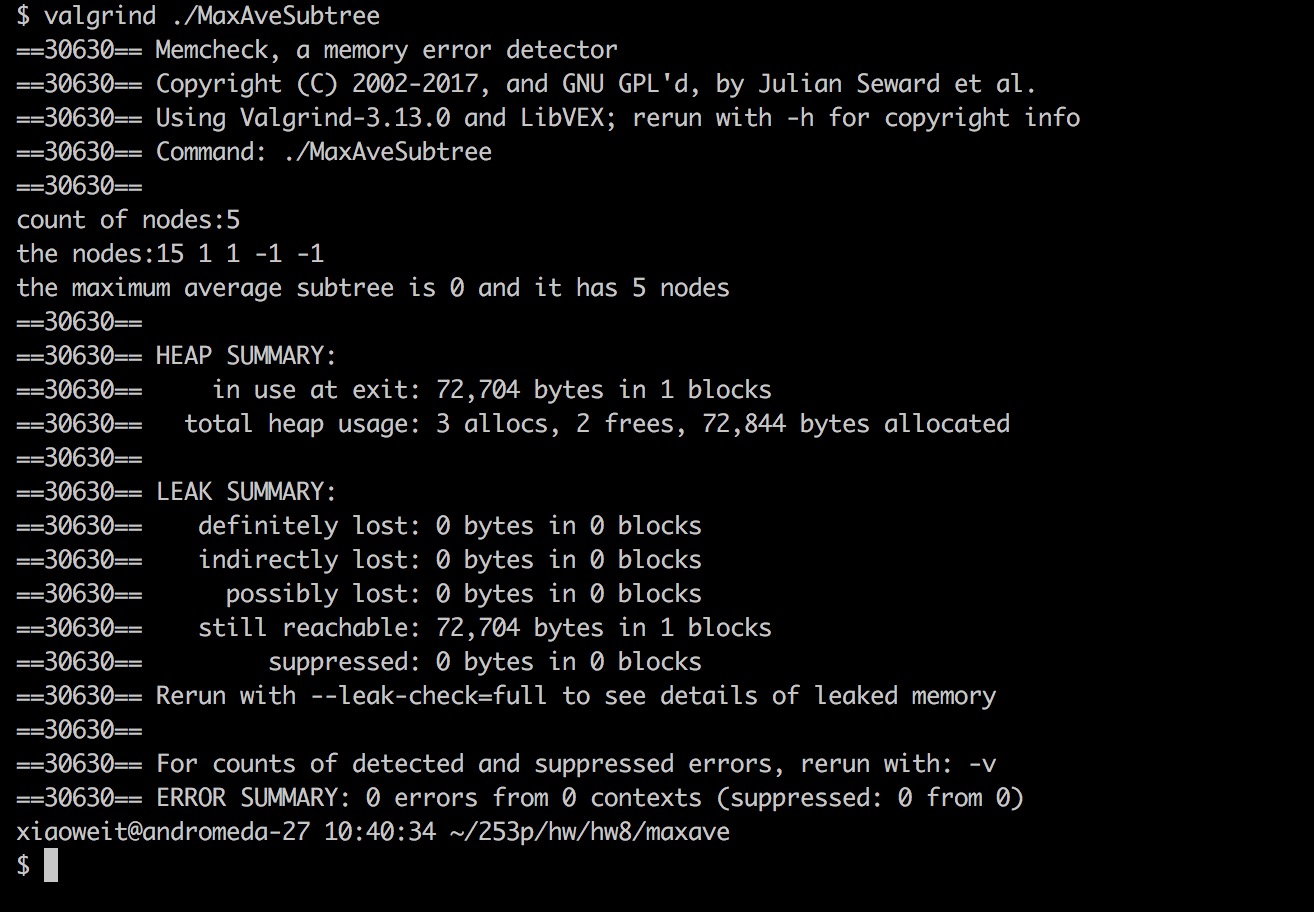 $ valgrind ./MaxAveSubtree
==30630== Memcheck, a memory error detector
==30630== Copyright (C) 2002-2017, and GNU GPL'd, by Julian Seward et al.
==30630== Using Valgrind-3.13.0 and LibVEX; rerun with -h for copyright info
==30630== Command: ./MaxAveSubtree
==30630==
count of nodes:5
the nodes:15 1 1 -1 -1
the maximum average subtree is 0 and it has 5 nodes
==30630==
==30630== HEAP SUMMARY:
==30630==     in use at exit: 72,704 bytes in 1 blocks
==30630==   total heap usage: 3 allocs, 2 frees, 72,844 bytes allocated
==30630==
==30630== LEAK SUMMARY:
==30630==    definitely lost: 0 bytes in 0 blocks
==30630==    indirectly lost: 0 bytes in 0 blocks
==30630==      possibly lost: 0 bytes in 0 blocks
==30630==    still reachable: 72,704 bytes in 1 blocks
==30630==         suppressed: 0 bytes in 0 blocks
==30630== Rerun with --leak-check=full to see details of leaked memory
==30630==
==30630== For counts of detected and suppressed errors, rerun with: -v
==30630== ERROR SUMMARY: 0 errors from 0 contexts (suppressed: 0 from 0)
xiaoweit@andromeda-27 10:40:34 ~/253p/hw/hw8/maxave
$